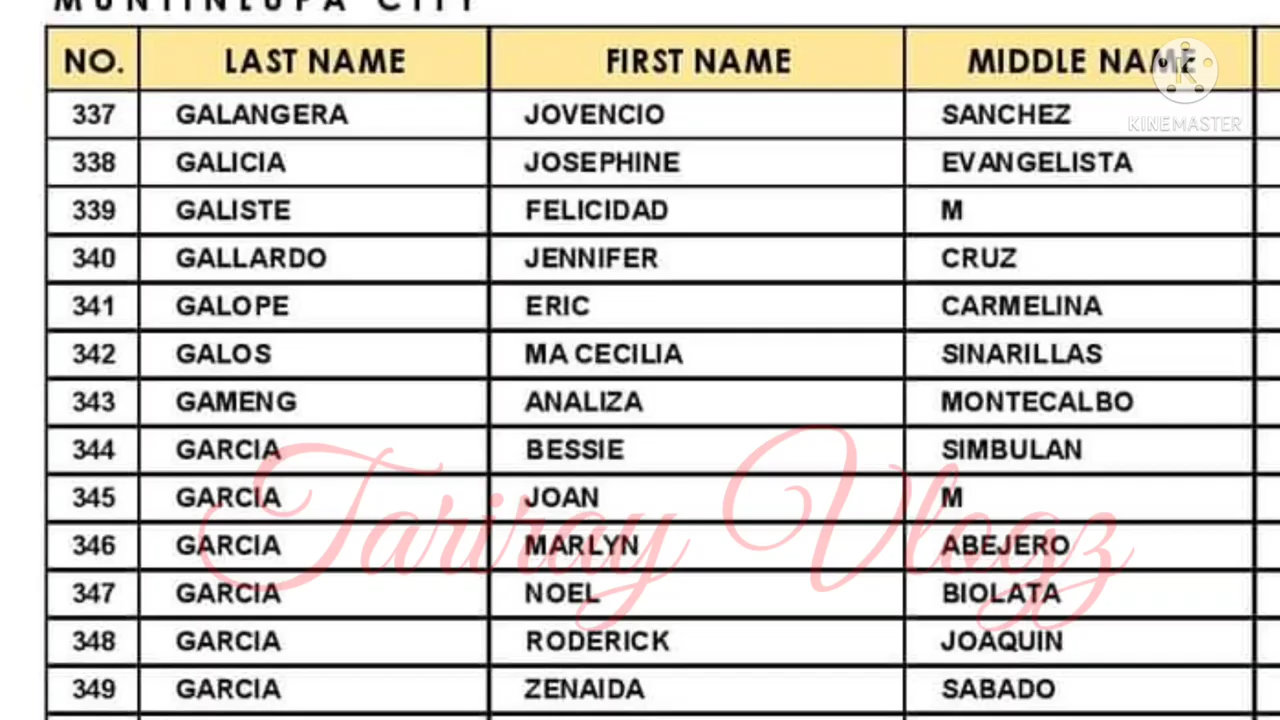 MUNTINLUPA CITY
NO. LAST NAME FIRST NAME MIDDLE NAME
KINEMASTER
337 GALANGERA JOVENCIO SANCHEZ
338 GALICIA JOSEPHINE EVANGELISTA
339 GALISTE FELICIDAD M
340 GALLARDO JENNIFER CRUZ
341 GALOPE ERIC CARMELINA
342 GALOS MA CECILIA SINARILLAS
343 GAMENG ANALIZA MONTECALBO
344 GARCIA BESSIE SIMBULAN
345 GARCIA JOAN M
Tariray Vlogz
346 GARCIA MARLYN ABEJERO
347 GARCIA NOEL BIOLATA
348 GARCIA RODERICK JOAQUIN
349 GARCIA ZENAIDA SABADO